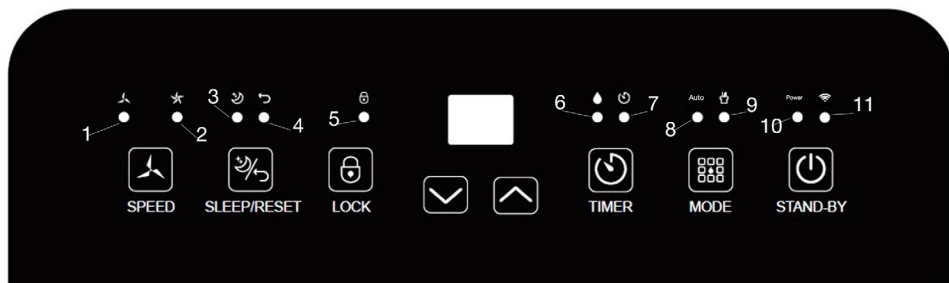 Auto
Power
1
2
3
4
5
6
7
8
9
10
11
SPEED
SLEEP/RESET
LOCK
TIMER
MODE
STAND-BY